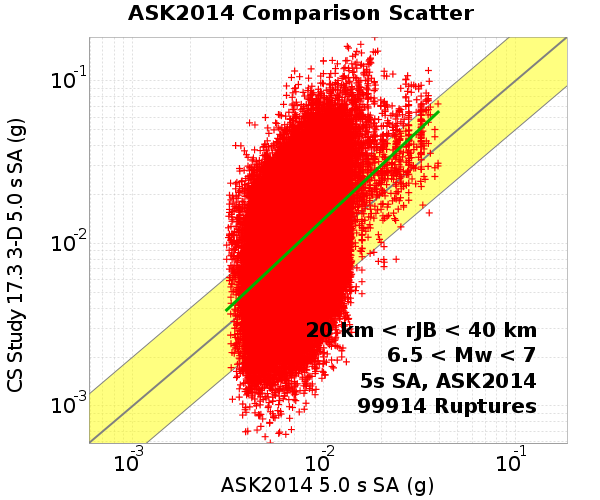 ASK2014 Comparison Scatter
CS Study 17.3 3-D 5.0 s SA (g)
10-1
10-2
10-3
20 km < rJB < 40 km
6.5 < Mw < 7
5s SA, ASK2014
99914 Ruptures
10-3 10-2 10-1
ASK2014 5.0 s SA (g)